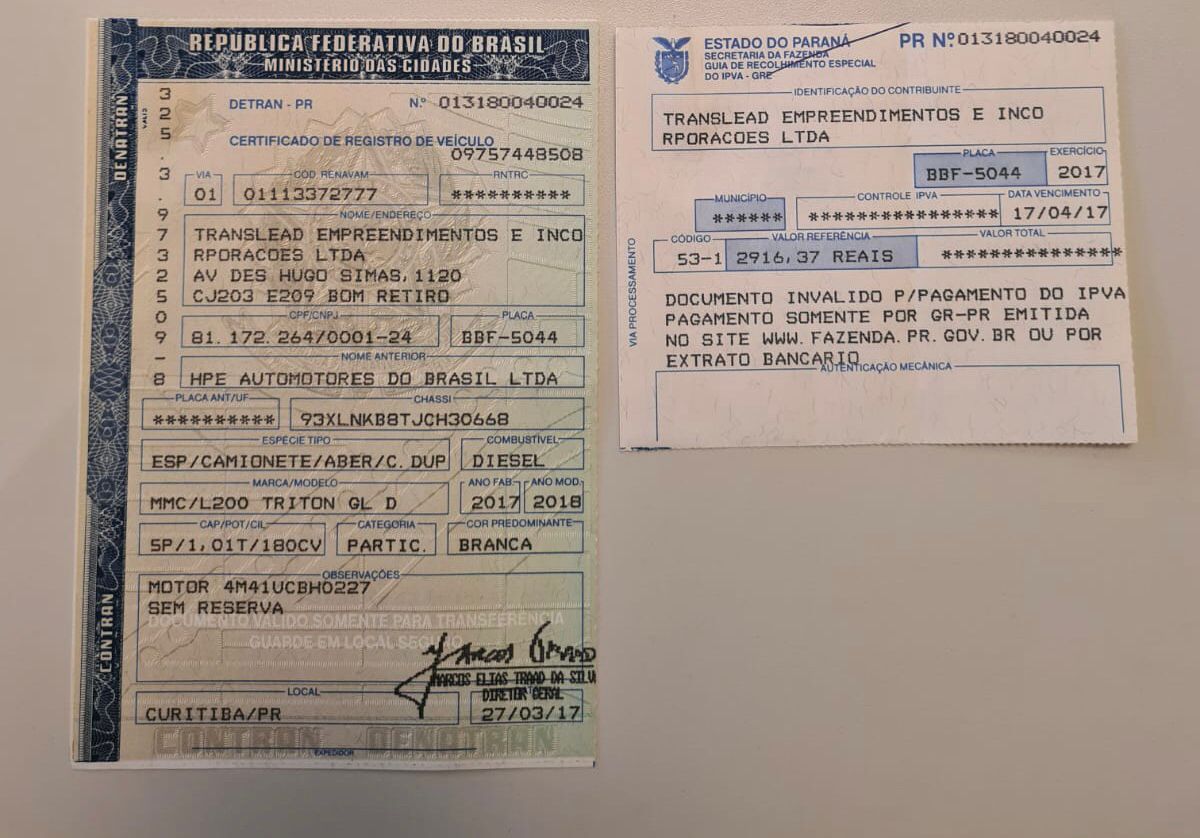 REPÚBLICA FEDERATIVA DO BRASIL
MINISTÉRIO DAS CIDADES
DENATRAN
CONTRAN
325.3.9732509-8
DETRAN - PR Nº 013180040024
CERTIFICADO DE REGISTRO DE VEÍCULO
09757448508
VIA CÓD. RENAVAM RNTRC
01 01113372777 **********
NOME/ENDEREÇO
TRANSLEAD EMPREENDIMENTOS E INCO
RPORACOES LTDA
AV DES HUGO SIMAS,1120
CJ203 E209 BOM RETIRO
CPF/CNPJ PLACA
81.172.264/0001-24 BBF-5044
NOME ANTERIOR
HPE AUTOMOTORES DO BRASIL LTDA
PLACA ANT/UF CHASSI
********** 93XLNKB8TJCH30668
ESPÉCIE TIPO COMBUSTÍVEL
ESP/CAMIONETE/ABER/C.DUP DIESEL
MARCA/MODELO ANO FAB. ANO MOD.
MMC/L200 TRITON GL D 2017 2018
CAP/POT/CIL CATEGORIA COR PREDOMINANTE
5P/1,01T/180CV PARTIC. BRANCA
OBSERVAÇÕES
MOTOR 4M41UCBH0227
SEM RESERVA
DOCUMENTO VÁLIDO SOMENTE PARA TRANSFERÊNCIA
GUARDE EM LOCAL SEGURO
MARCOS ELIAS TRAAD DA SILV
DIRETOR GERAL
LOCAL
CURITIBA/PR 27/03/17
CONTRAN DENATRAN
EXPEDIDOR
ESTADO DO PARANÁ PR Nº 013180040024
SECRETARIA DA FAZENDA
GUIA DE RECOLHIMENTO ESPECIAL
DO IPVA - GRE
IDENTIFICAÇÃO DO CONTRIBUINTE
TRANSLEAD EMPREENDIMENTOS E INCO
RPORACOES LTDA
PLACA EXERCÍCIO
BBF-5044 2017
MUNICÍPIO CONTROLE IPVA DATA VENCIMENTO
****** **************** 17/04/17
CÓDIGO VALOR REFERÊNCIA VALOR TOTAL
53-1 2916,37 REAIS ****************
VIA PROCESSAMENTO
DOCUMENTO INVALIDO P/PAGAMENTO DO IPVA
PAGAMENTO SOMENTE POR GR-PR EMITIDA
NO SITE WWW.FAZENDA.PR.GOV.BR OU POR
EXTRATO BANCARIO
AUTENTICAÇÃO MECÂNICA